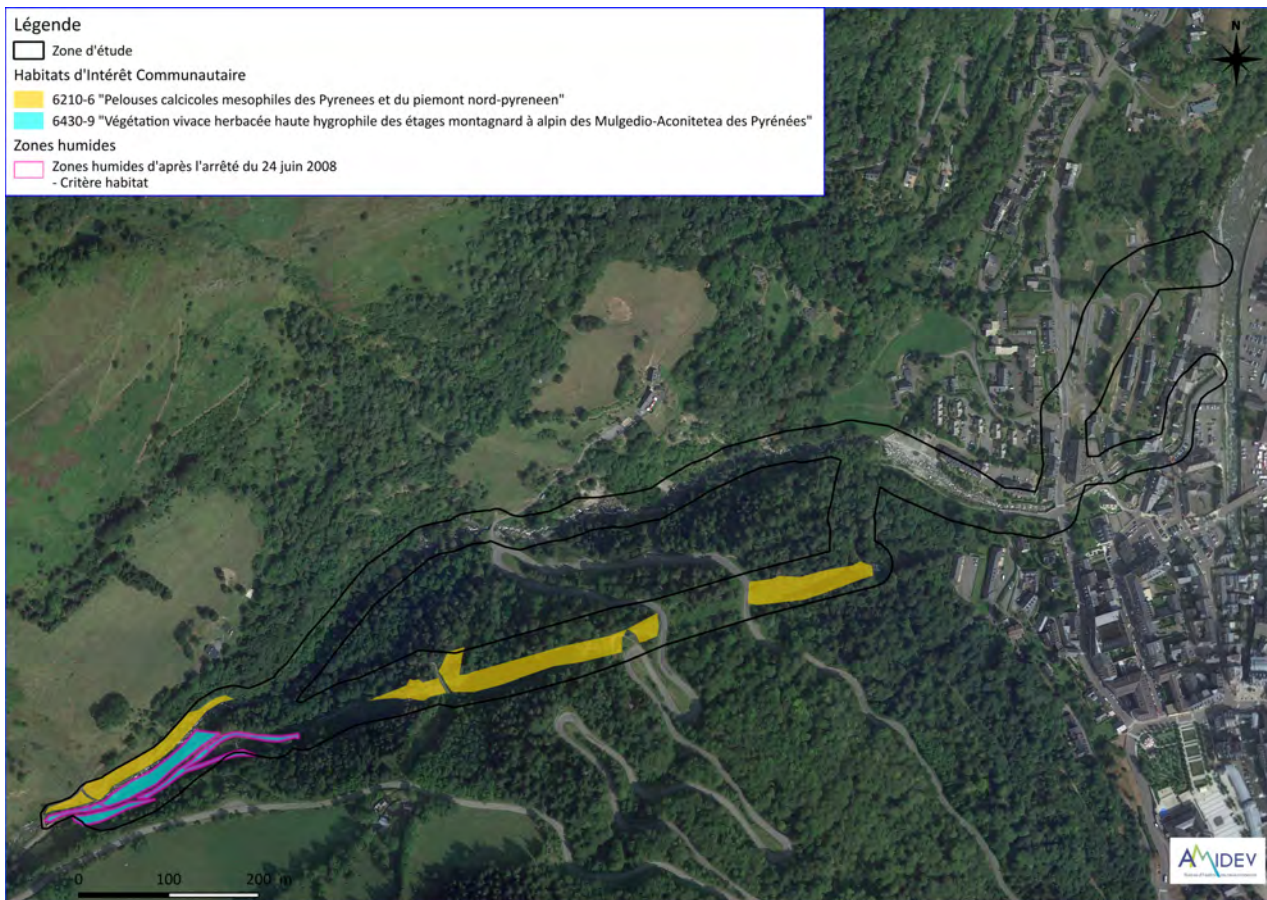 Légende
Zone d'étude
Habitats d'Intérêt Communautaire
6210-6 "Pelouses calcicoles mesophiles des Pyrenees et du piemont nord-pyreneen"
6430-9 "Végétation vivace herbacée haute hygrophile des étages montagnard à alpin des Mulgedio-Aconitetea des Pyrénées"
Zones humides
Zones humides d'après l'arrêté du 24 juin 2008
- Critère habitat
N
0 100 200 m
AMIDEV